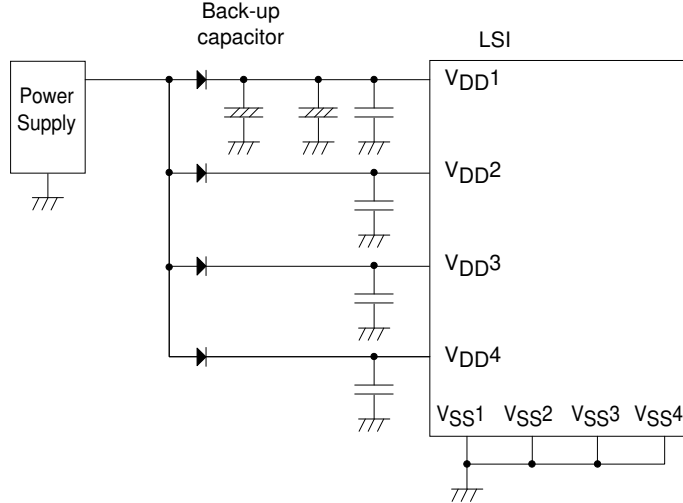 Back-up
capacitor
LSI
Power
Supply
VDD1
VDD2
VDD3
VDD4
VSS1 VSS2 VSS3 VSS4